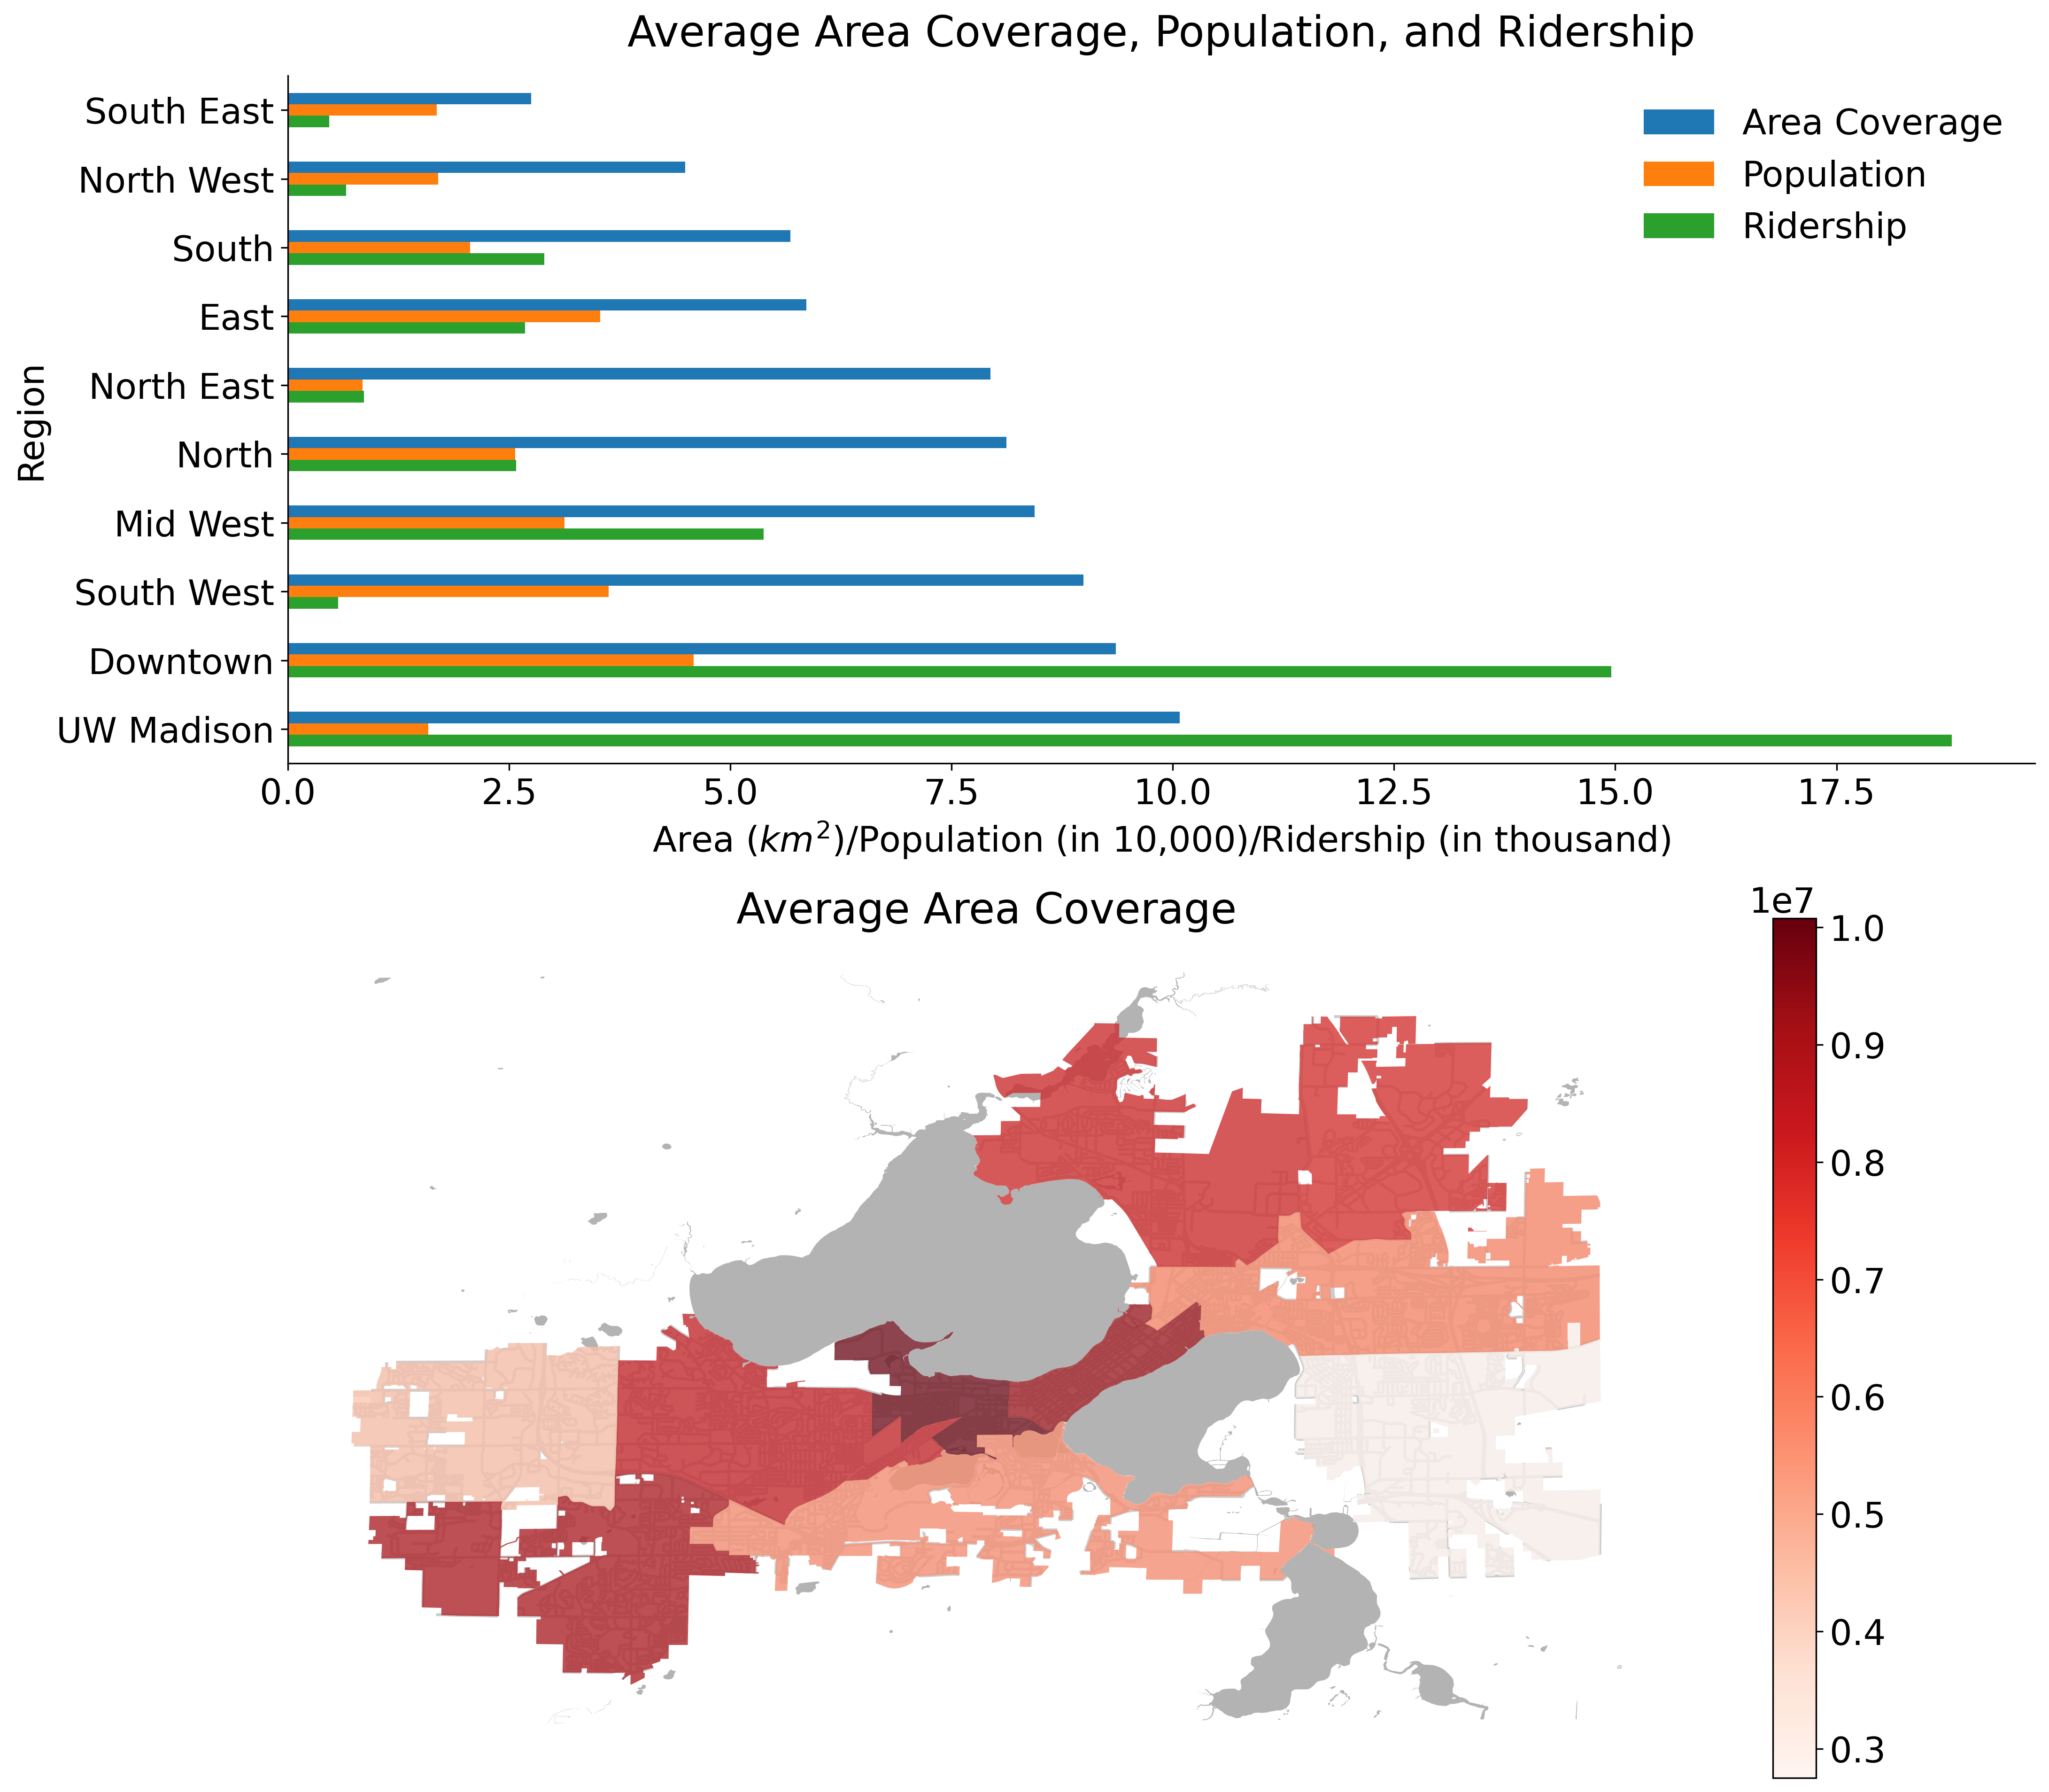 Average Area Coverage, Population, and Ridership
Area Coverage
Population
Ridership
Region
South East
North West
South
East
North East
North
Mid West
South West
Downtown
UW Madison
0.0 2.5 5.0 7.5 10.0 12.5 15.0 17.5
Area (km²)/Population (in 10,000)/Ridership (in thousand)
Average Area Coverage
1e7
1.0
0.9
0.8
0.7
0.6
0.5
0.4
0.3